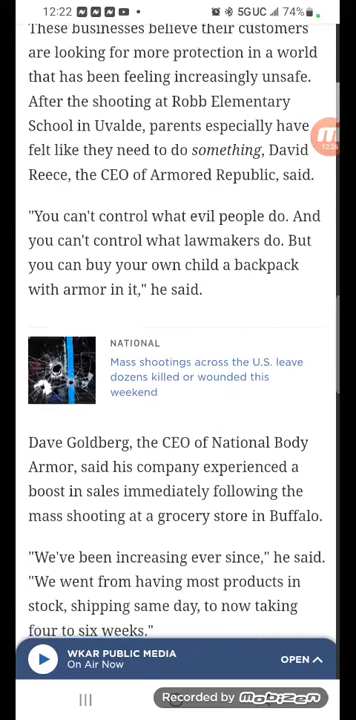 12:22
5GUC 74%
These businesses believe their customers
are looking for more protection in a world
that has been feeling increasingly unsafe.
After the shooting at Robb Elementary
School in Uvalde, parents especially have
felt like they need to do something, David
Reece, the CEO of Armored Republic, said.
12:26
"You can't control what evil people do. And
you can't control what lawmakers do. But
you can buy your own child a backpack
with armor in it," he said.
NATIONAL
Mass shootings across the U.S. leave
dozens killed or wounded this
weekend
Dave Goldberg, the CEO of National Body
Armor, said his company experienced a
boost in sales immediately following the
mass shooting at a grocery store in Buffalo.
"We've been increasing ever since," he said.
"We went from having most products in
stock, shipping same day, to now taking
four to six weeks."
WKAR PUBLIC MEDIA
On Air Now
OPEN
Recorded by mobizen